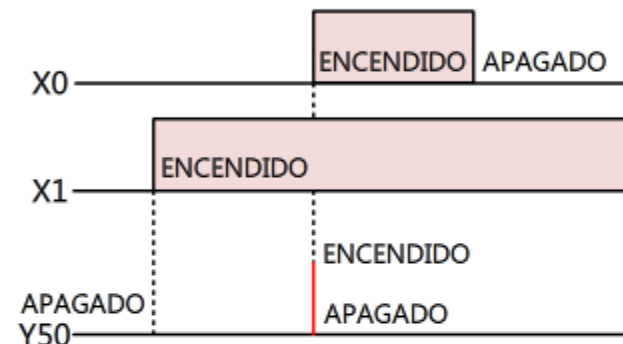 ENCENDIDO APAGADO
X0
ENCENDIDO
X1
ENCENDIDO
APAGADO APAGADO
Y50